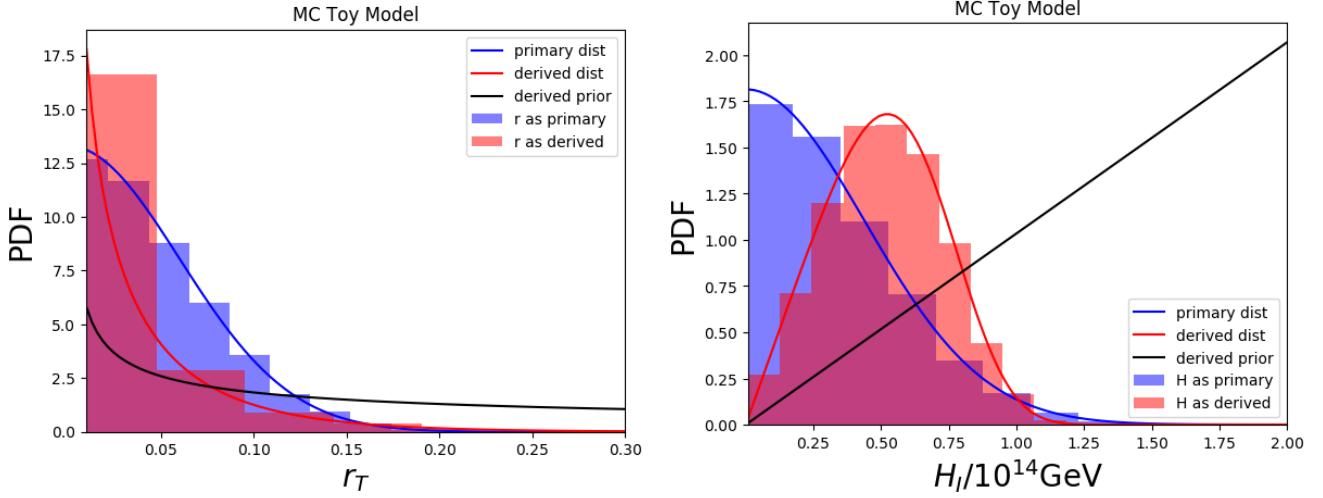 MC Toy Model
PDF
17.5
15.0
12.5
10.0
7.5
5.0
2.5
0.0
primary dist
derived dist
derived prior
r as primary
r as derived
0.05 0.10 0.15 0.20 0.25 0.30
r_T
MC Toy Model
PDF
2.00
1.75
1.50
1.25
1.00
0.75
0.50
0.25
0.00
primary dist
derived dist
derived prior
H as primary
H as derived
0.25 0.50 0.75 1.00 1.25 1.50 1.75 2.00
H_I/10^14GeV